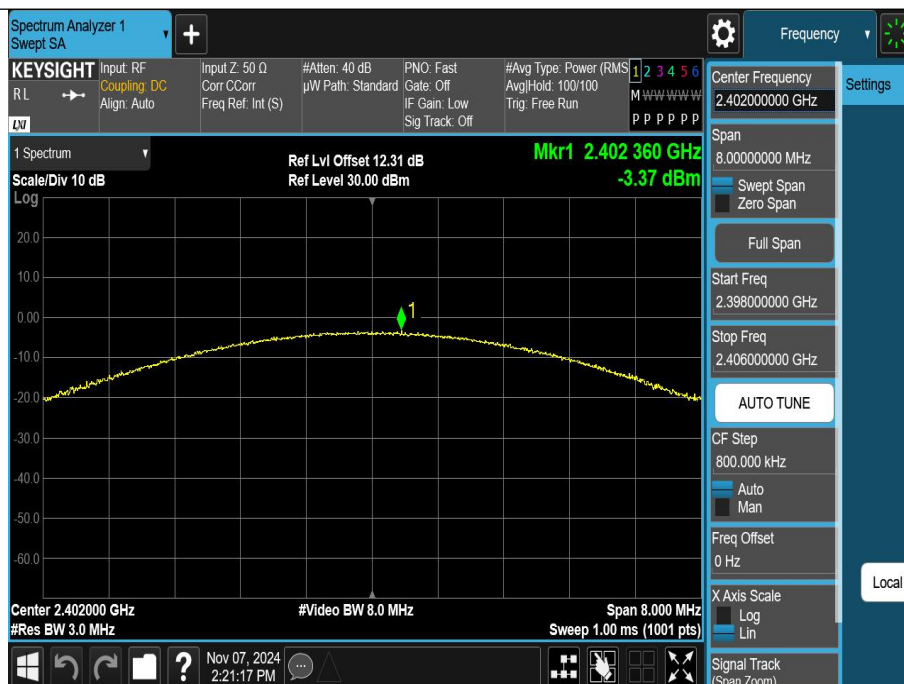 Spectrum Analyzer 1
Swept SA
+
Frequency
KEYSIGHT
RL
LXI
Input: RF
Coupling: DC
Align: Auto
Input Z: 50 Ω
Corr CCorr
Freq Ref: Int (S)
#Atten: 40 dB
µW Path: Standard
PNO: Fast
Gate: Off
IF Gain: Low
Sig Track: Off
#Avg Type: Power (RMS
Avg|Hold: 100/100
Trig: Free Run
1 2 3 4 5 6
M W W W W W
P P P P P P
1 Spectrum
Scale/Div 10 dB
Ref Lvl Offset 12.31 dB
Ref Level 30.00 dBm
Mkr1 2.402 360 GHz
-3.37 dBm
Log
20.0
10.0
0.00
-10.0
-20.0
-30.0
-40.0
-50.0
-60.0
1
Center 2.402000 GHz
#Video BW 8.0 MHz
Span 8.000 MHz
#Res BW 3.0 MHz
Sweep 1.00 ms (1001 pts)
?
Nov 07, 2024
2:21:17 PM
Center Frequency
2.402000000 GHz
Span
8.00000000 MHz
Swept Span
Zero Span
Full Span
Start Freq
2.398000000 GHz
Stop Freq
2.406000000 GHz
AUTO TUNE
CF Step
800.000 kHz
Auto
Man
Freq Offset
0 Hz
X Axis Scale
Log
Lin
Signal Track
(Span Zoom)
Settings
Local